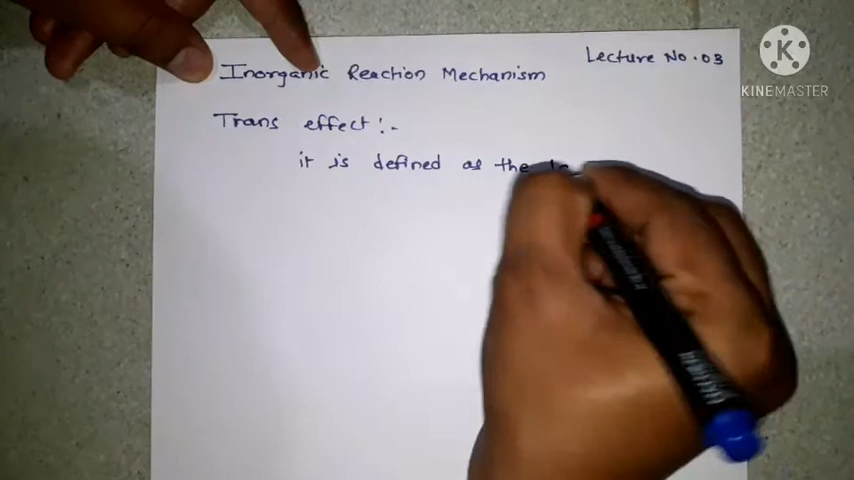 Lecture No. 03
Inorganic Reaction Mechanism
Trans effect :-
it is defined as the
KINEMASTER